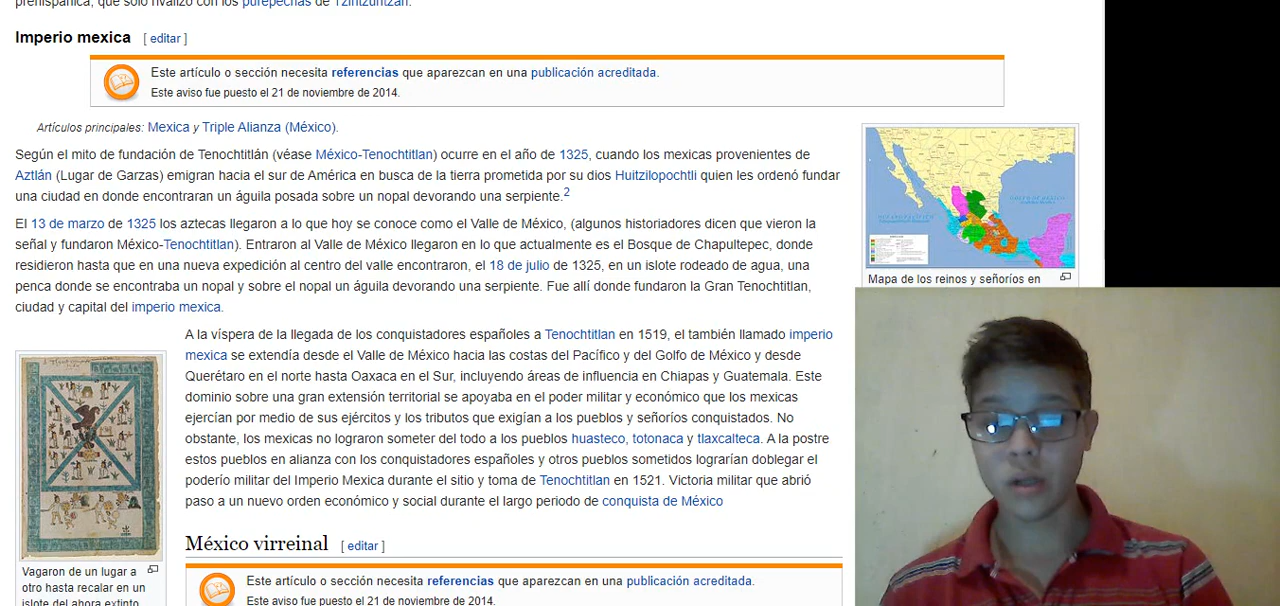 prehispánica, que solo rivalizó con los purépechas de Tzintzuntzan.
Imperio mexica [ editar ]
Este artículo o sección necesita referencias que aparezcan en una publicación acreditada.
Este aviso fue puesto el 21 de noviembre de 2014.
Artículos principales: Mexica y Triple Alianza (México).
Según el mito de fundación de Tenochtitlán (véase México-Tenochtitlan) ocurre en el año de 1325, cuando los mexicas provenientes de
Aztlán (Lugar de Garzas) emigran hacia el sur de América en busca de la tierra prometida por su dios Huitzilopochtli quien les ordenó fundar
una ciudad en donde encontraran un águila posada sobre un nopal devorando una serpiente.2
El 13 de marzo de 1325 los aztecas llegaron a lo que hoy se conoce como el Valle de México, (algunos historiadores dicen que vieron la
señal y fundaron México-Tenochtitlan). Entraron al Valle de México llegaron en lo que actualmente es el Bosque de Chapultepec, donde
residieron hasta que en una nueva expedición al centro del valle encontraron, el 18 de julio de 1325, en un islote rodeado de agua, una
penca donde se encontraba un nopal y sobre el nopal un águila devorando una serpiente. Fue allí donde fundaron la Gran Tenochtitlan,
ciudad y capital del imperio mexica.
Mapa de los reinos y señoríos en
A la víspera de la llegada de los conquistadores españoles a Tenochtitlan en 1519, el también llamado imperio
mexica se extendía desde el Valle de México hacia las costas del Pacífico y del Golfo de México y desde
Querétaro en el norte hasta Oaxaca en el Sur, incluyendo áreas de influencia en Chiapas y Guatemala. Este
dominio sobre una gran extensión territorial se apoyaba en el poder militar y económico que los mexicas
ejercían por medio de sus ejércitos y los tributos que exigían a los pueblos y señoríos conquistados. No
obstante, los mexicas no lograron someter del todo a los pueblos huasteco, totonaca y tlaxcalteca. A la postre
estos pueblos en alianza con los conquistadores españoles y otros pueblos sometidos lograrían doblegar el
poderío militar del Imperio Mexica durante el sitio y toma de Tenochtitlan en 1521. Victoria militar que abrió
paso a un nuevo orden económico y social durante el largo periodo de conquista de México
Vagaron de un lugar a
otro hasta recalar en un
islote del ahora extinto
México virreinal [ editar ]
Este artículo o sección necesita referencias que aparezcan en una publicación acreditada.
Este aviso fue puesto el 21 de noviembre de 2014.